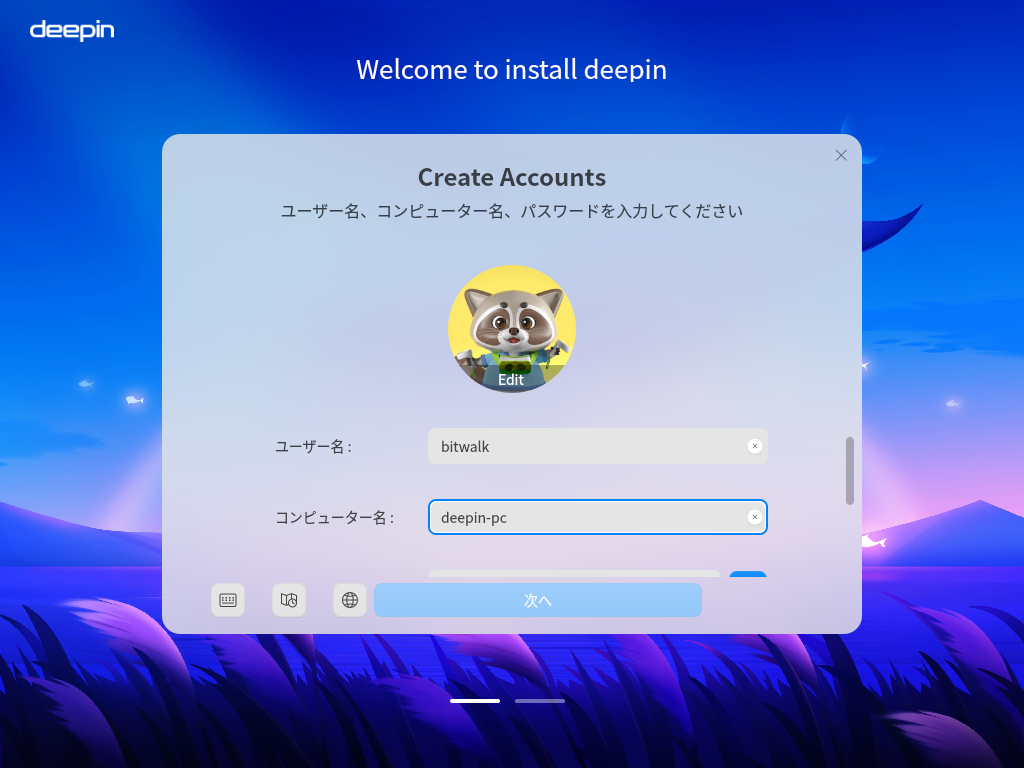 deepin
Welcome to install deepin
Create Accounts
ユーザー名、コンピューター名、パスワードを入力してください
Edit
ユーザー名 :
bitwalk
コンピューター名 :
deepin-pc
次へ